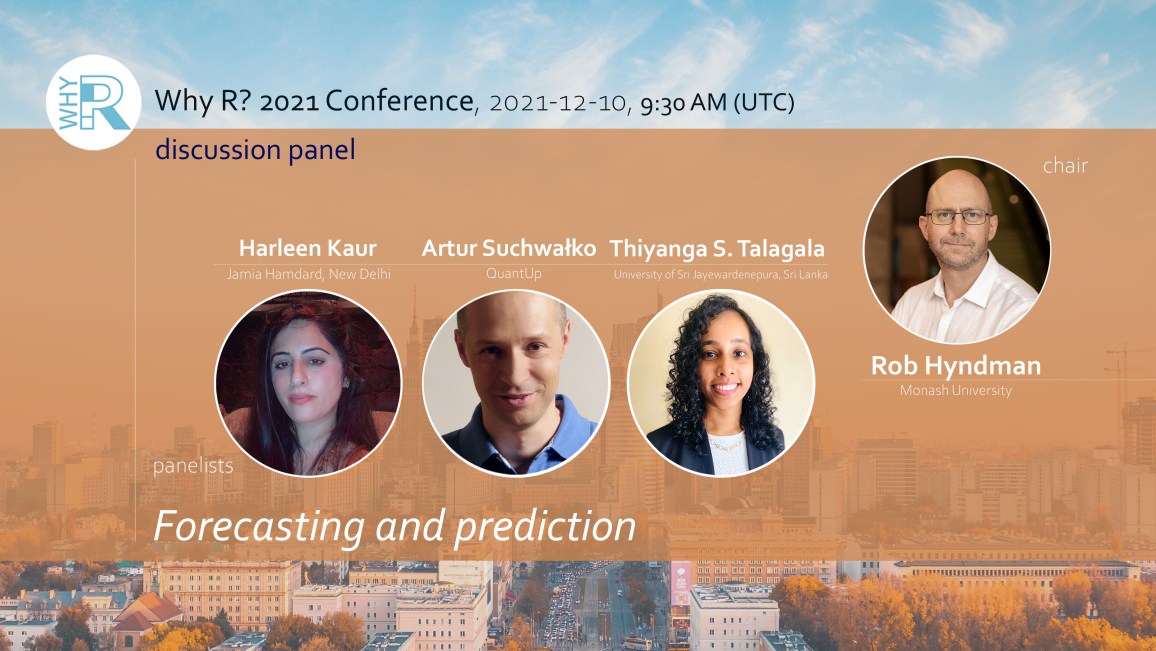 WHY R
Why R? 2021 Conference, 2021-12-10, 9:30 AM (UTC)
discussion panel
chair
Harleen Kaur
Jamia Hamdard, New Delhi
Artur Suchwałko
QuantUp
Thiyanga S. Talagala
University of Sri Jayewardenepura, Sri Lanka
Rob Hyndman
Monash University
panelists
Forecasting and prediction